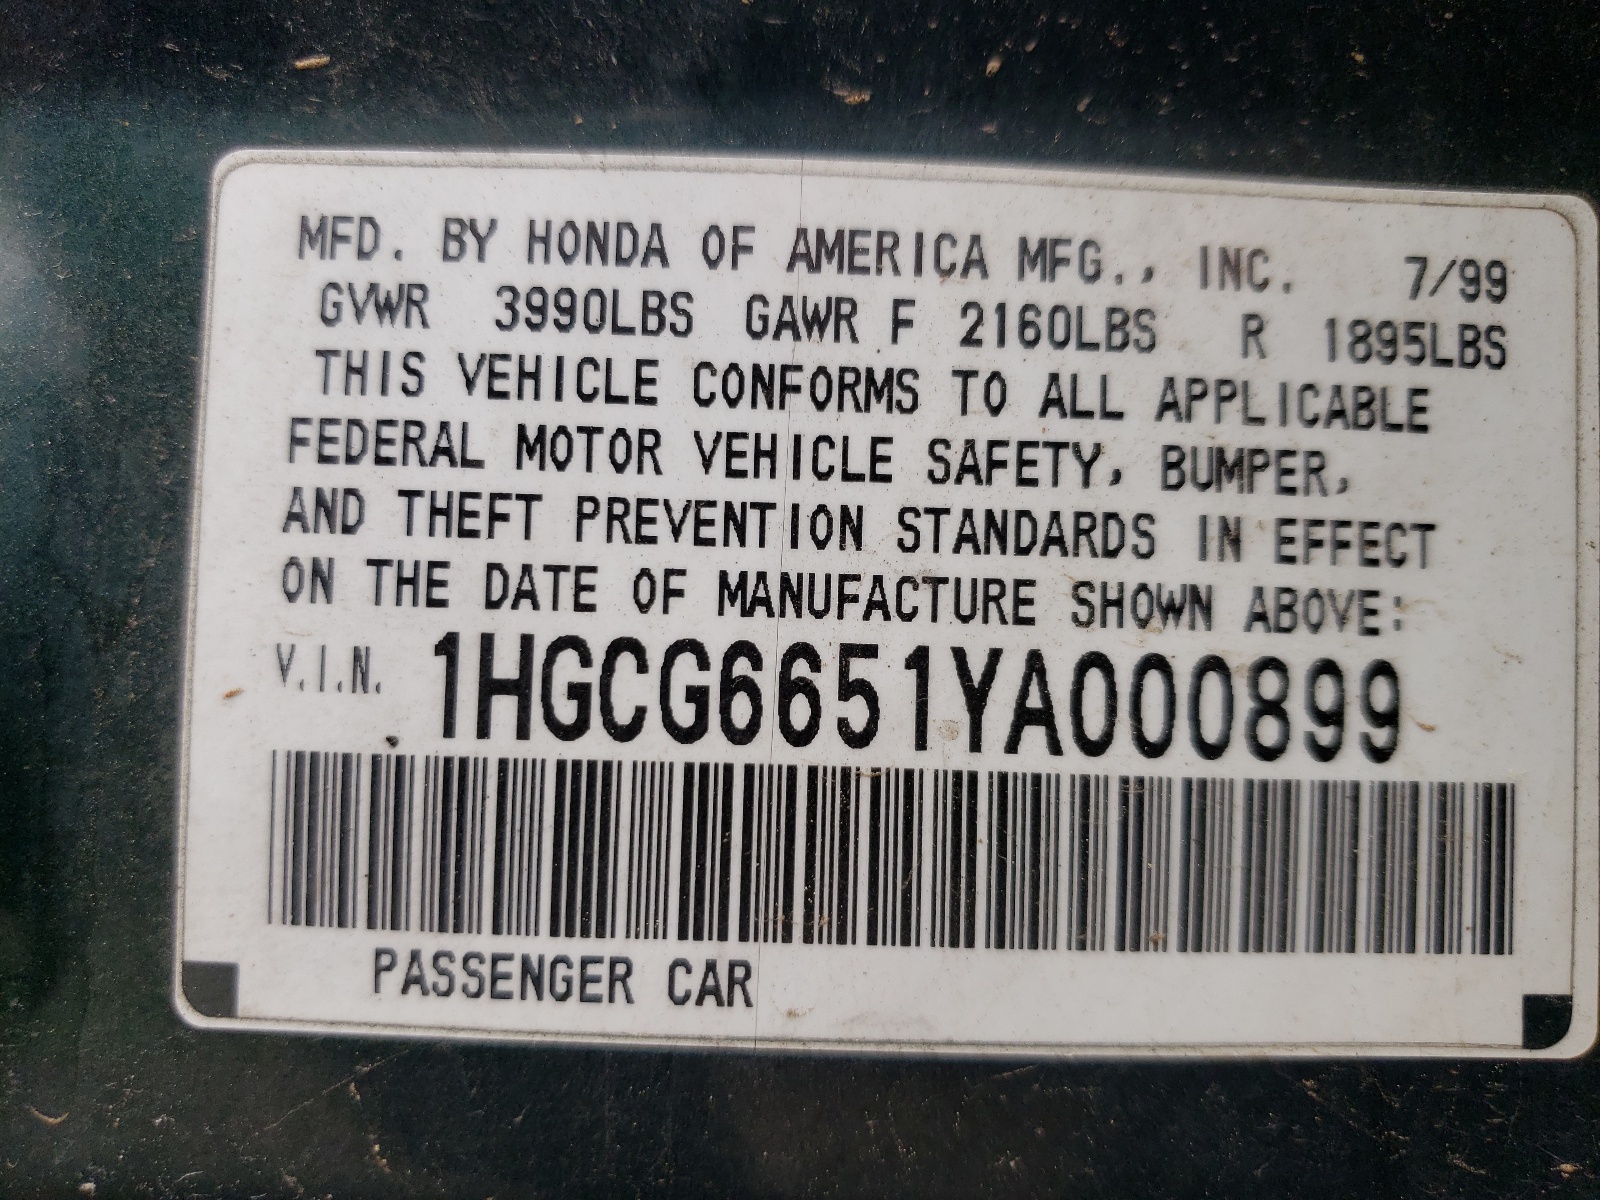 MFD. BY HONDA OF AMERICA MFG., INC. 7/99
GVWR 3990LBS GAWR F 2160LBS R 1895LBS
THIS VEHICLE CONFORMS TO ALL APPLICABLE
FEDERAL MOTOR VEHICLE SAFETY, BUMPER,
AND THEFT PREVENTION STANDARDS IN EFFECT
ON THE DATE OF MANUFACTURE SHOWN ABOVE:
V.I.N. 1HGCG6651YA000899
PASSENGER CAR